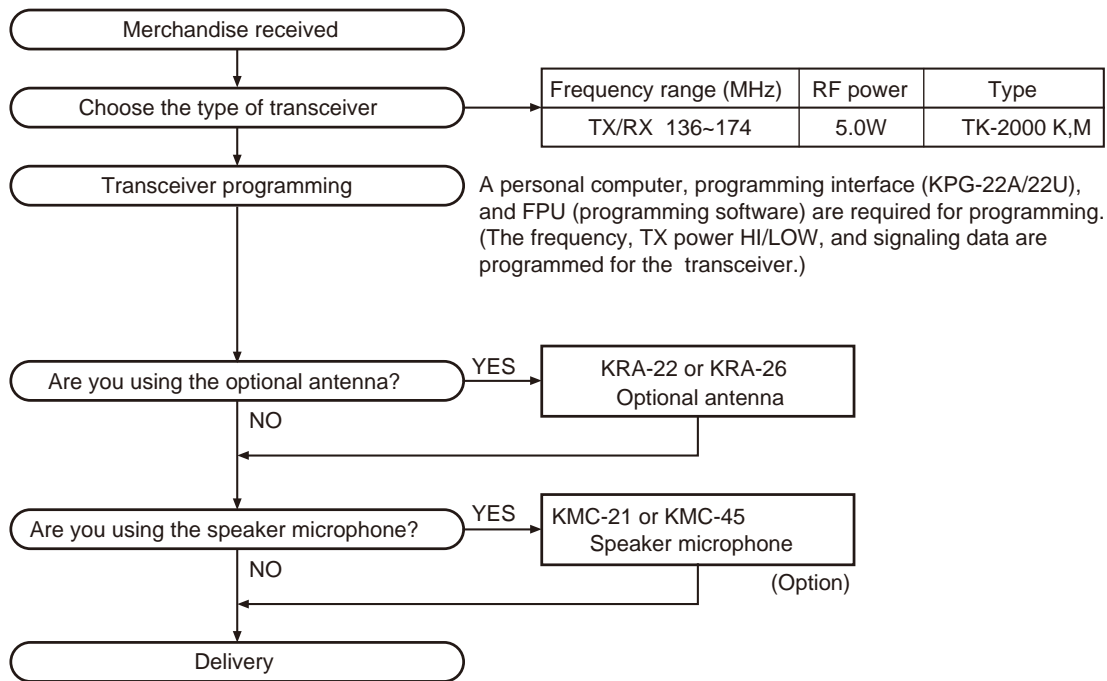 Merchandise received
Choose the type of transceiver
Frequency range (MHz) RF power Type
TX/RX 136~174 5.0W TK-2000 K,M
Transceiver programming
A personal computer, programming interface (KPG-22A/22U),
and FPU (programming software) are required for programming.
(The frequency, TX power HI/LOW, and signaling data are
programmed for the transceiver.)
Are you using the optional antenna?
YES
KRA-22 or KRA-26
Optional antenna
NO
Are you using the speaker microphone?
YES
KMC-21 or KMC-45
Speaker microphone
(Option)
NO
Delivery